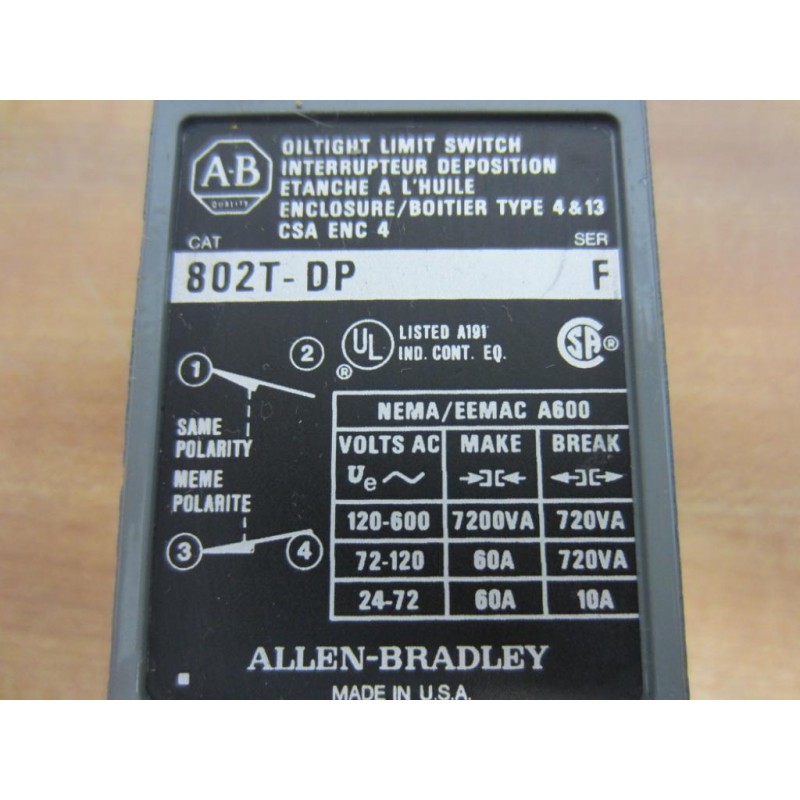 A-B
QUALITY
OILTIGHT LIMIT SWITCH
INTERRUPTEUR DE POSITION
ETANCHE A L'HUILE
ENCLOSURE/BOITIER TYPE 4 & 13
CSA ENC 4
CAT SER
802T-DP F
UL ® LISTED A191
IND. CONT. EQ.
SA ®
1 2
SAME
POLARITY
MEME
POLARITE
3 4
NEMA/EEMAC A600
VOLTS AC MAKE BREAK
Ue ~
120-600 7200VA 720VA
72-120 60A 720VA
24-72 60A 10A
ALLEN-BRADLEY
MADE IN U.S.A.